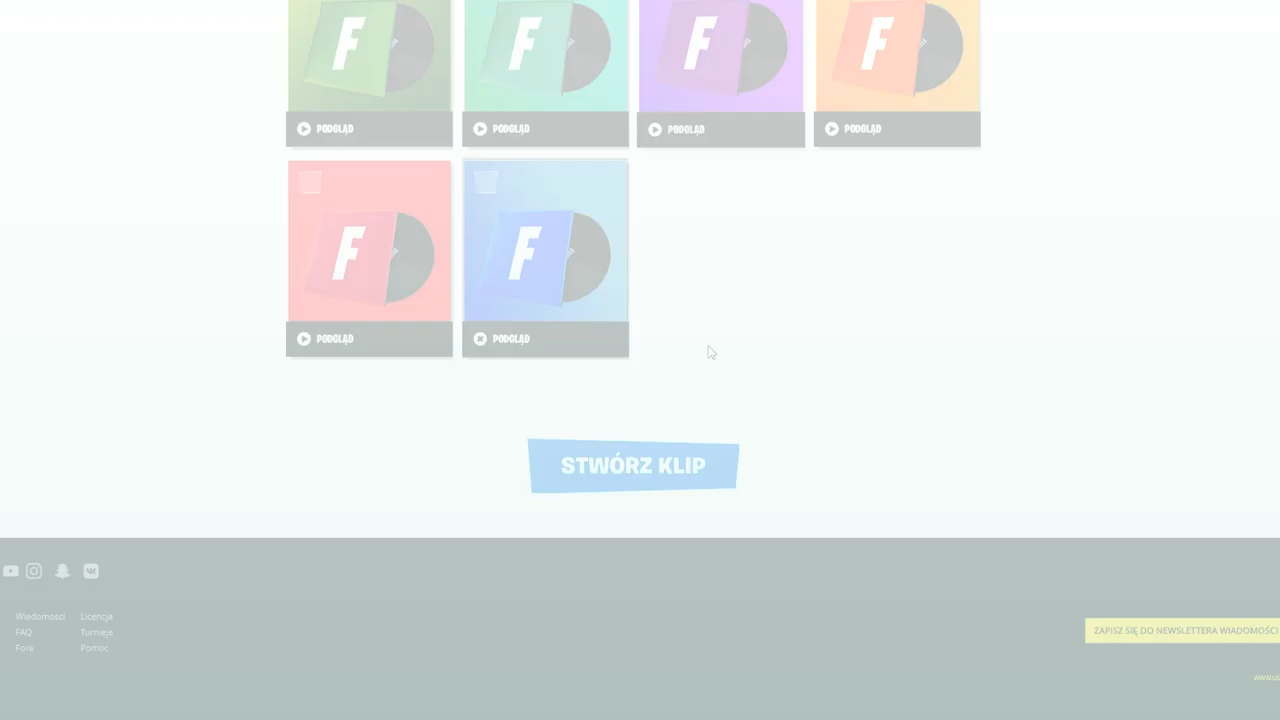 F F F F
PODGLĄD PODGLĄD PODGLĄD PODGLĄD
F F
PODGLĄD PODGLĄD
STWÓRZ KLIP
Wiadomości Licencja
FAQ Turnieje
Fora Pomoc
ZAPISZ SIĘ DO NEWSLETTERA WIADOMOŚCI